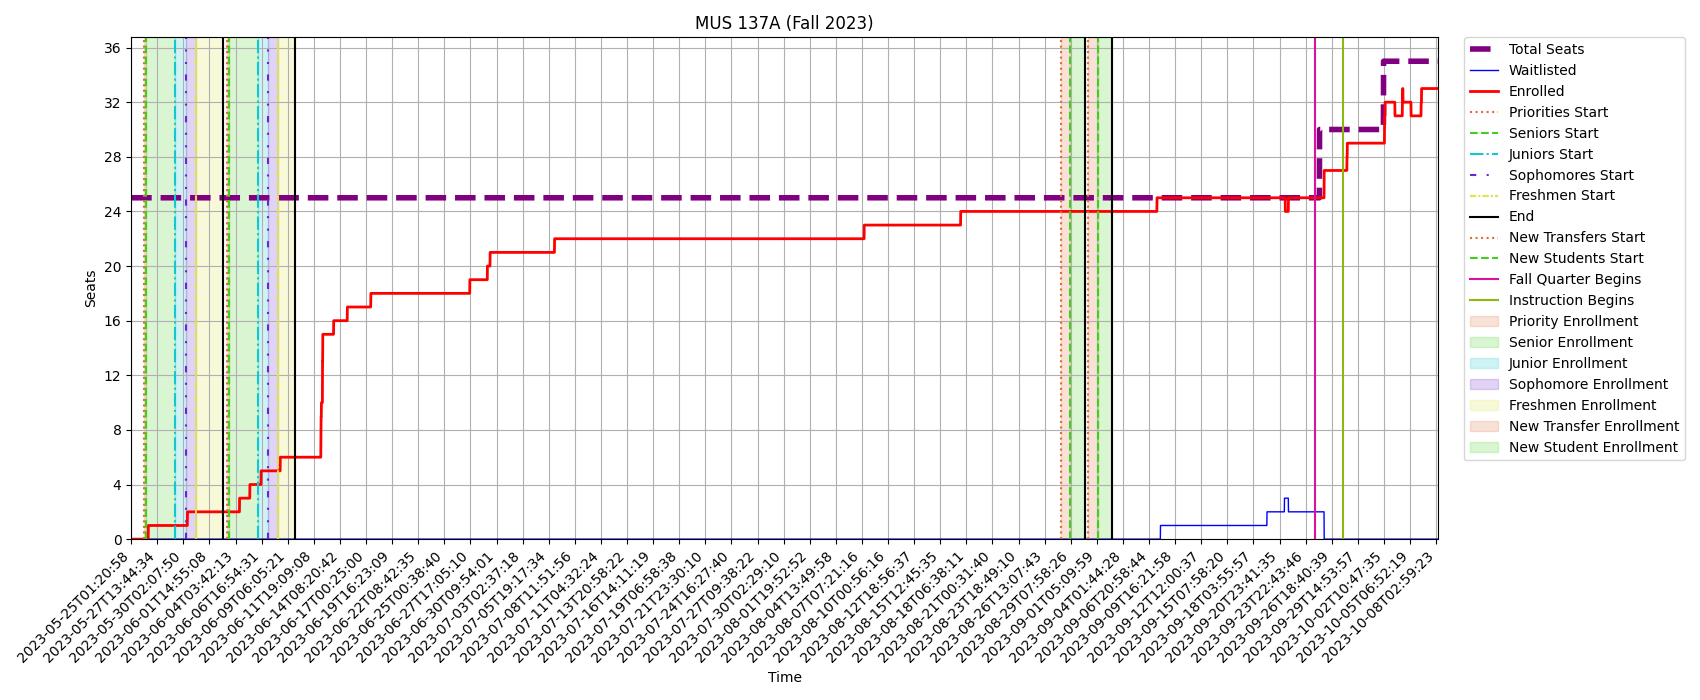 MUS 137A (Fall 2023)
Seats
36
32
28
24
20
16
12
8
4
0
2023-05-25T01:20:58
2023-05-27T13:44:34
2023-05-30T02:07:50
2023-06-01T14:55:08
2023-06-04T03:42:13
2023-06-06T16:54:31
2023-06-09T06:05:21
2023-06-11T19:09:08
2023-06-14T08:20:42
2023-06-17T00:25:00
2023-06-19T16:23:09
2023-06-22T08:42:35
2023-06-25T00:38:40
2023-06-27T17:05:10
2023-06-30T09:54:01
2023-07-03T02:37:18
2023-07-05T19:17:34
2023-07-08T11:51:56
2023-07-11T04:32:24
2023-07-13T20:58:22
2023-07-16T14:11:19
2023-07-19T06:58:38
2023-07-21T23:30:10
2023-07-24T16:27:40
2023-07-27T09:38:22
2023-07-30T02:29:10
2023-08-01T19:52:52
2023-08-04T13:49:58
2023-08-07T07:21:16
2023-08-10T00:56:16
2023-08-12T18:56:37
2023-08-15T12:45:35
2023-08-18T06:38:11
2023-08-21T00:31:40
2023-08-23T18:49:10
2023-08-26T13:07:43
2023-08-29T07:58:26
2023-09-01T05:09:59
2023-09-04T01:44:28
2023-09-06T20:58:44
2023-09-09T16:21:58
2023-09-12T12:00:37
2023-09-15T07:58:20
2023-09-18T03:55:57
2023-09-20T23:41:35
2023-09-23T22:43:46
2023-09-26T18:40:39
2023-09-29T14:53:57
2023-10-02T10:47:35
2023-10-05T06:52:19
2023-10-08T02:59:23
Time
Total Seats
Waitlisted
Enrolled
Priorities Start
Seniors Start
Juniors Start
Sophomores Start
Freshmen Start
End
New Transfers Start
New Students Start
Fall Quarter Begins
Instruction Begins
Priority Enrollment
Senior Enrollment
Junior Enrollment
Sophomore Enrollment
Freshmen Enrollment
New Transfer Enrollment
New Student Enrollment